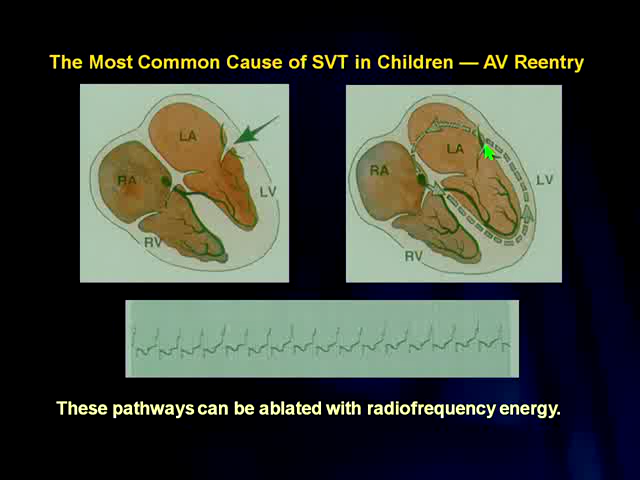 The Most Common Cause of SVT in Children — AV Reentry
LA
RA
LV
RV
LA
RA
LV
RV
These pathways can be ablated with radiofrequency energy.